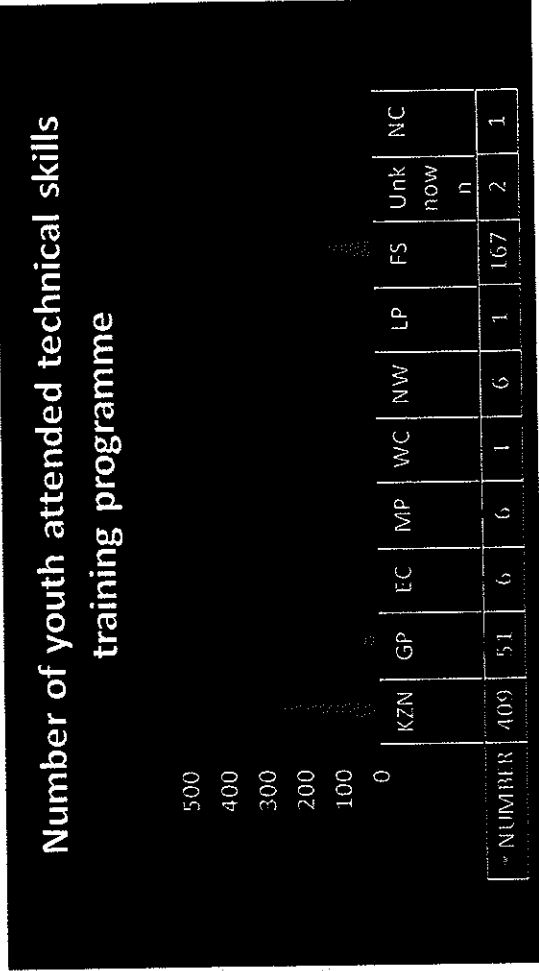 Number of youth attended technical skills
training programme
500
400
300
200
100
0
KZN GP EC MP WC NW LP FS Unk now n NC
NUMBER 409 51 6 6 1 6 1 167 2 1